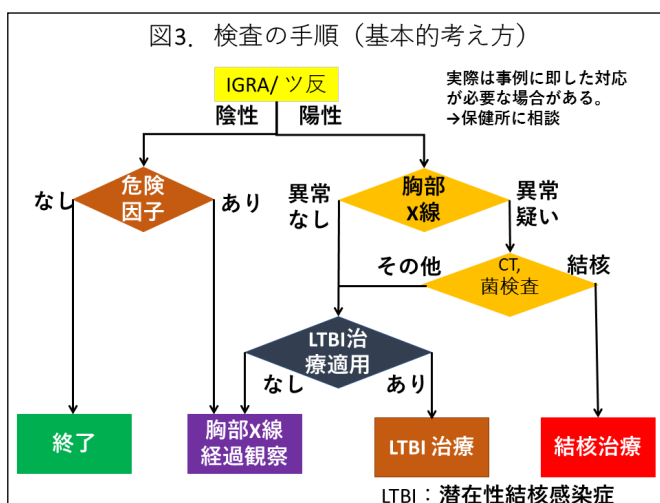 図3．検査の手順（基本的考え方）
IGRA/ ツ反
実際は事例に即した対応
が必要な場合がある。
→保健所に相談
陰性
陽性
危険
因子
なし
あり
胸部
X線
異常
なし
異常
疑い
CT,
菌検査
その他
結核
LTBI治
療適用
なし
あり
終了
胸部X線
経過観察
LTBI 治療
結核治療
LTBI：潜在性結核感染症